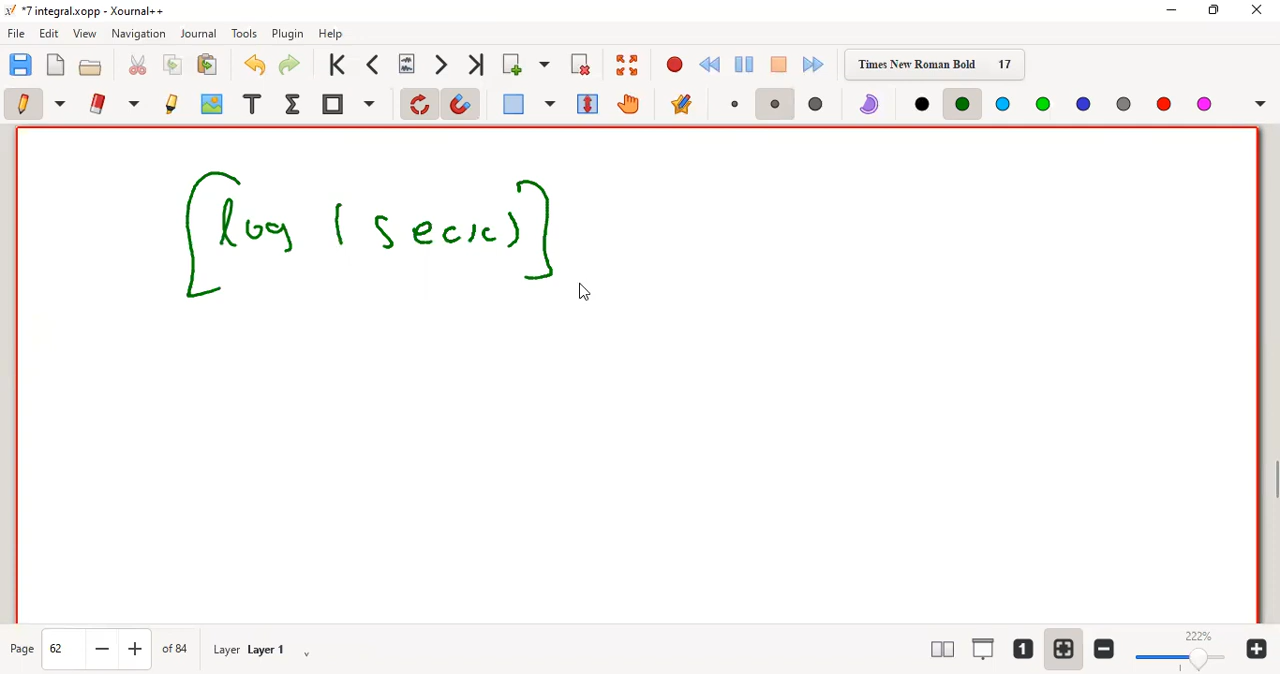 *7 integral.xopp - Xournal++
File Edit View Navigation Journal Tools Plugin Help
Times New Roman Bold 17
[log | secx)]
Page 62 of 84 Layer Layer 1 1 222%